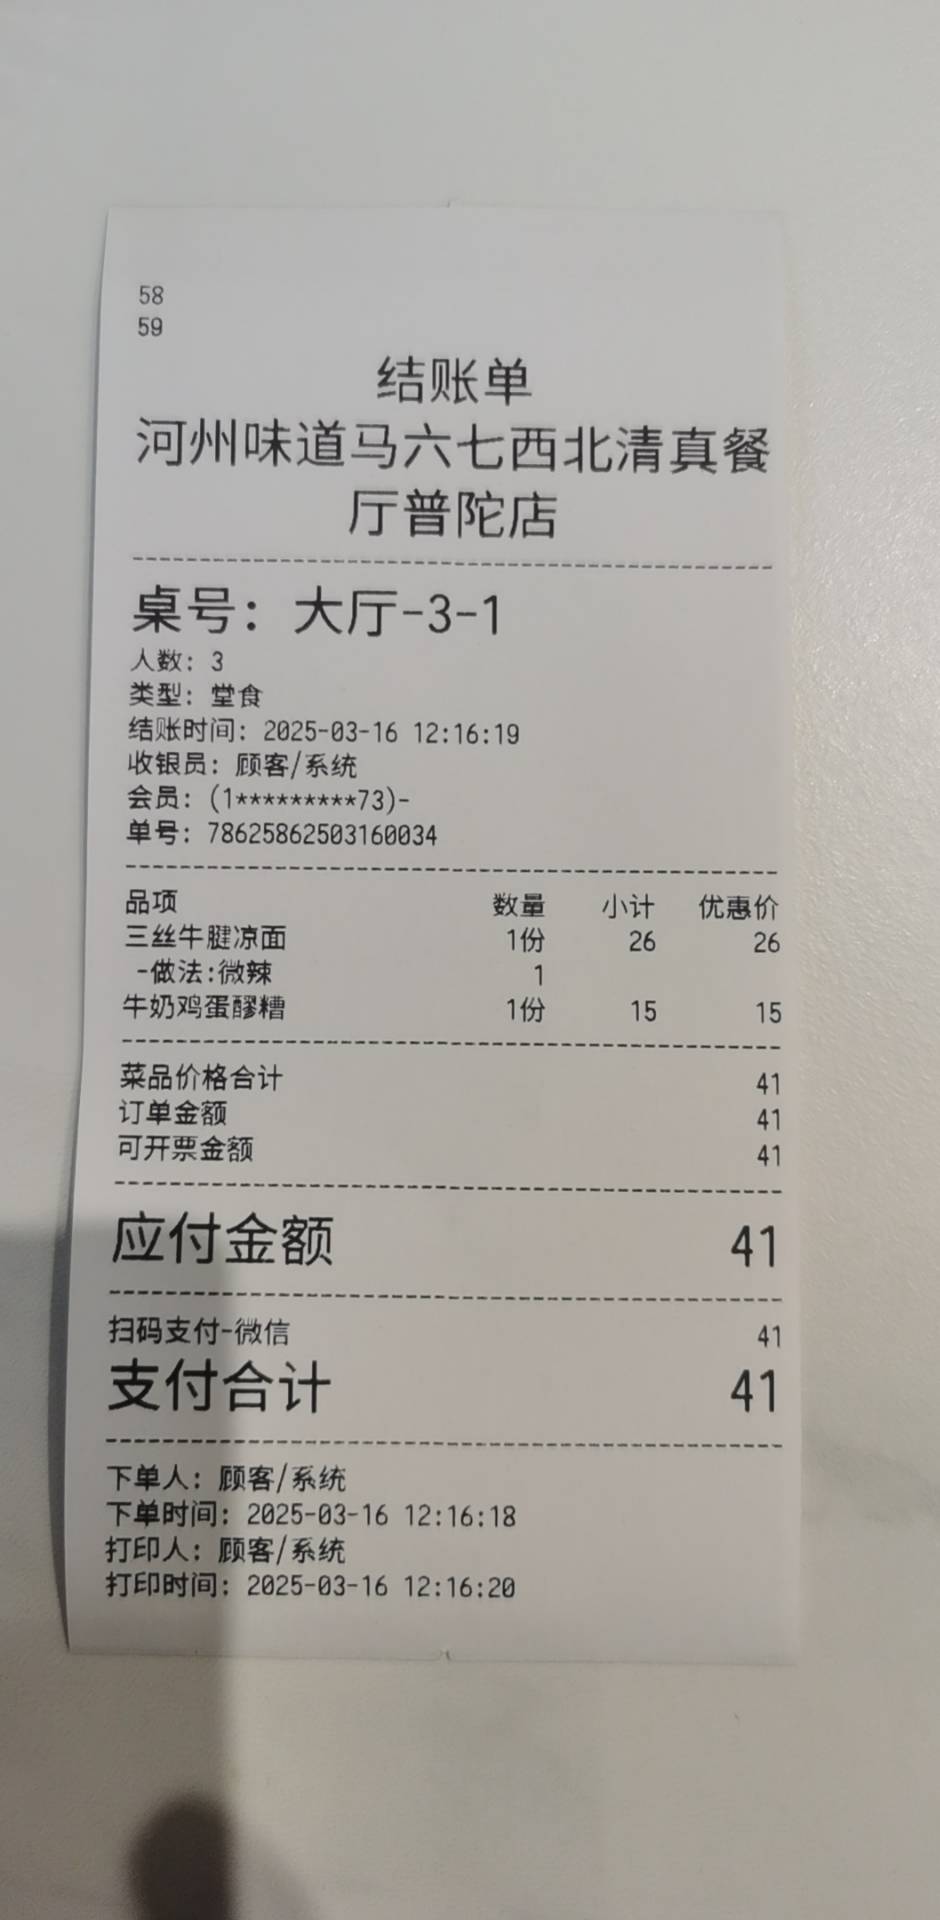 58
59
结账单
河州味道马六七西北清真餐
厅普陀店
桌号：大厅-3-1
人数：3
类型：堂食
结账时间：2025-03-16 12:16:19
收银员：顾客/系统
会员：(1*********73)-
单号：78625862503160034
品项 数量 小计 优惠价
三丝牛腱凉面 1份 26 26
-做法:微辣 1
牛奶鸡蛋醪糟 1份 15 15
菜品价格合计 41
订单金额 41
可开票金额 41
应付金额 41
扫码支付-微信 41
支付合计 41
下单人：顾客/系统
下单时间：2025-03-16 12:16:18
打印人：顾客/系统
打印时间：2025-03-16 12:16:20